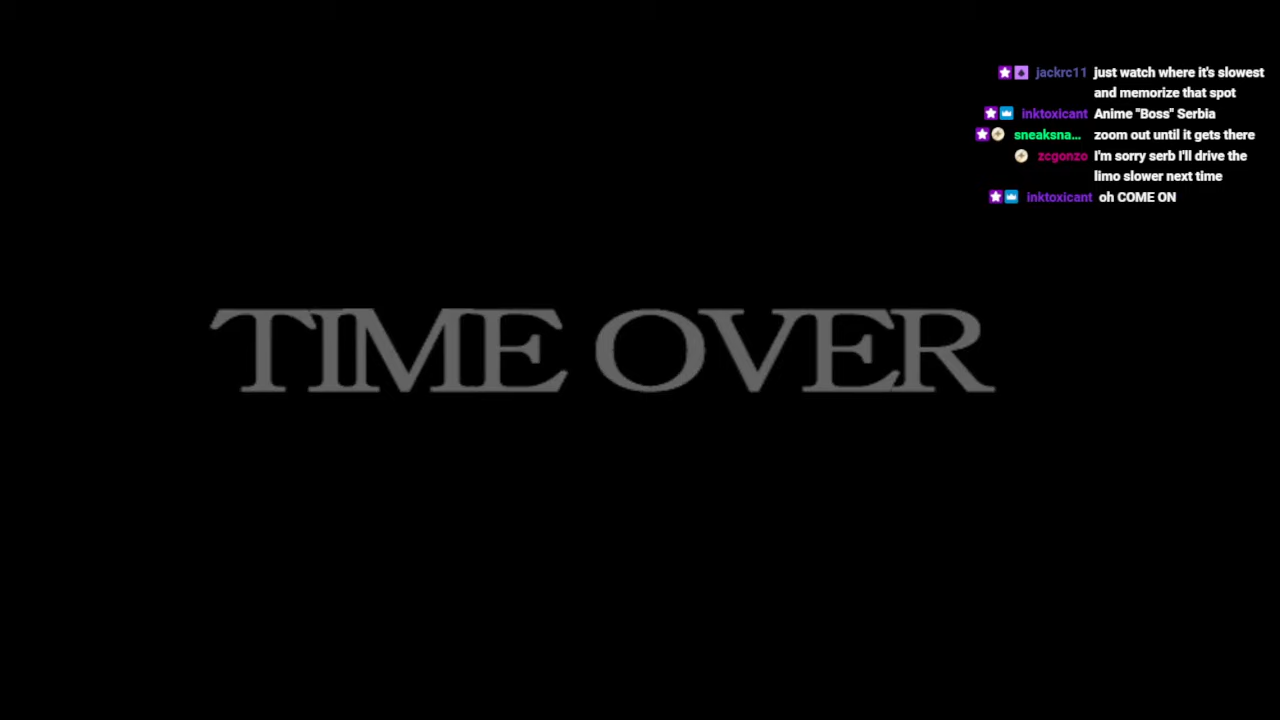 jackrc11 just watch where it's slowest
and memorize that spot
inktoxicant Anime "Boss" Serbia
sneaksna... zoom out until it gets there
zcgonzo I'm sorry serb I'll drive the
limo slower next time
inktoxicant oh COME ON
TIME OVER